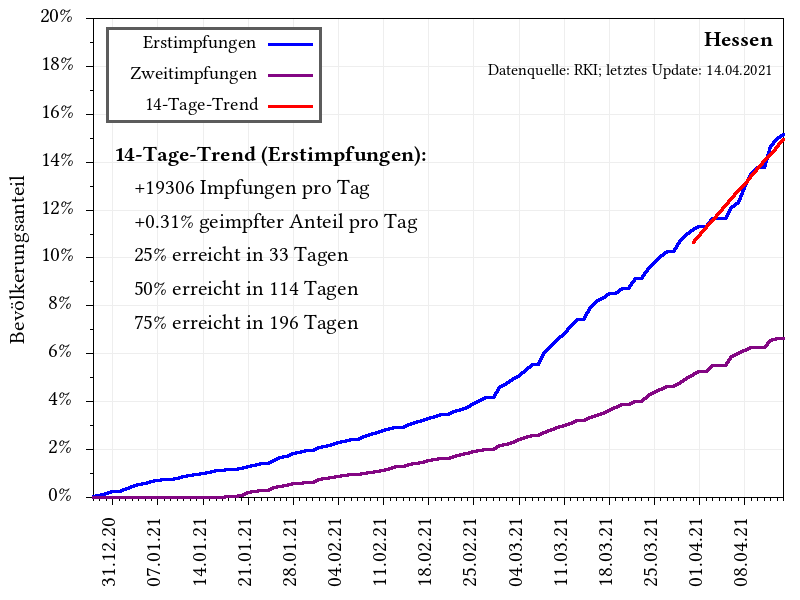 20%
18%
16%
14%
12%
10%
8%
6%
4%
2%
0%
Bevölkerungsanteil
Erstimpfungen
Zweitimpfungen
14-Tage-Trend
Hessen
Datenquelle: RKI; letztes Update: 14.04.2021
14-Tage-Trend (Erstimpfungen):
+19306 Impfungen pro Tag
+0.31% geimpfter Anteil pro Tag
25% erreicht in 33 Tagen
50% erreicht in 114 Tagen
75% erreicht in 196 Tagen
31.12.20
07.01.21
14.01.21
21.01.21
28.01.21
04.02.21
11.02.21
18.02.21
25.02.21
04.03.21
11.03.21
18.03.21
25.03.21
01.04.21
08.04.21